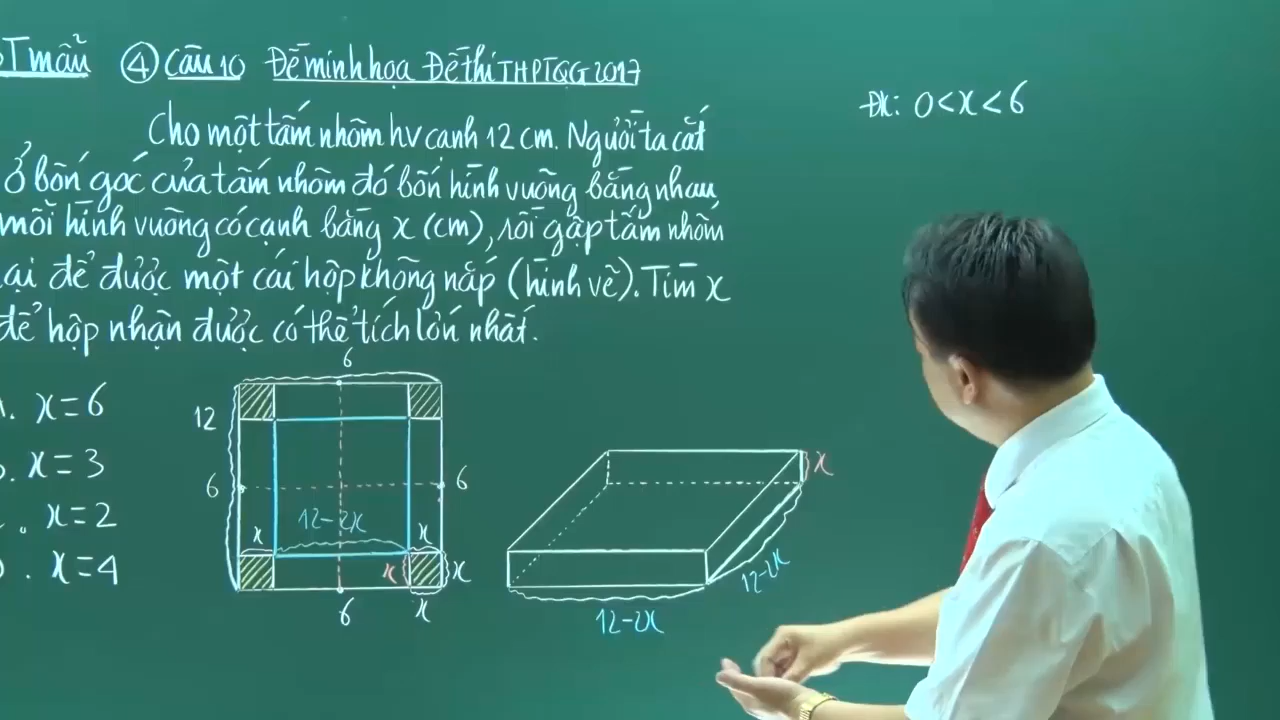 BT mẫu ④ Câu 10 Đề minh họa Đề thi THPTQG 2017
ĐK: 0<x<6
Cho một tấm nhôm hv cạnh 12 cm. Người ta cắt
ở bốn góc của tấm nhôm đó bốn hình vuông bằng nhau,
mỗi hình vuông có cạnh bằng x (cm), rồi gập tấm nhôm
lại để được một cái hộp không nắp (hình vẽ). Tìm x
để hộp nhận được có thể tích lớn nhất.
A. x=6
B. x=3
C. x=2
D. x=4
6
12
6
6
12-2x
x
x
x
x
x
6
x
12-2x
12-2x